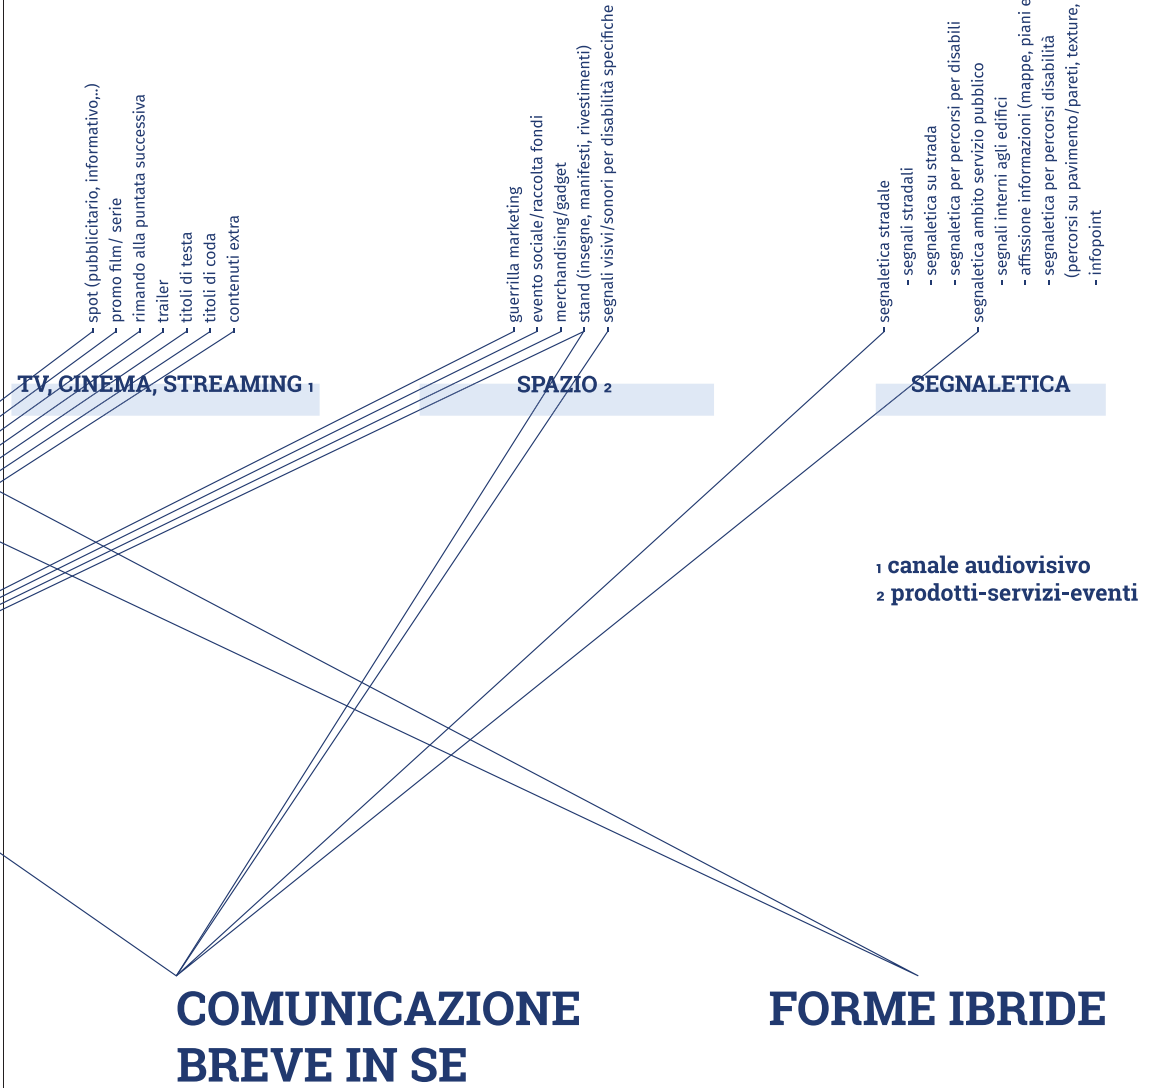 spot (pubblicitario, informativo,..)
promo film/ serie
rimando alla puntata successiva
trailer
titoli di testa
titoli di coda
contenuti extra
TV, CINEMA, STREAMING 1
guerrilla marketing
evento sociale/raccolta fondi
merchandising/gadget
stand (insegne, manifesti, rivestimenti)
segnali visivi/sonori per disabilità specifiche
SPAZIO 2
segnaletica stradale
- segnali stradali
- segnaletica su strada
- segnaletica per percorsi per disabili
segnaletica ambito servizio pubblico
- segnali interni agli edifici
- affissione informazioni (mappe, piani e
- segnaletica per percorsi disabilità
(percorsi su pavimento/pareti, texture,
- infopoint
SEGNALETICA
1 canale audiovisivo
2 prodotti-servizi-eventi
COMUNICAZIONE
BREVE IN SE
FORME IBRIDE